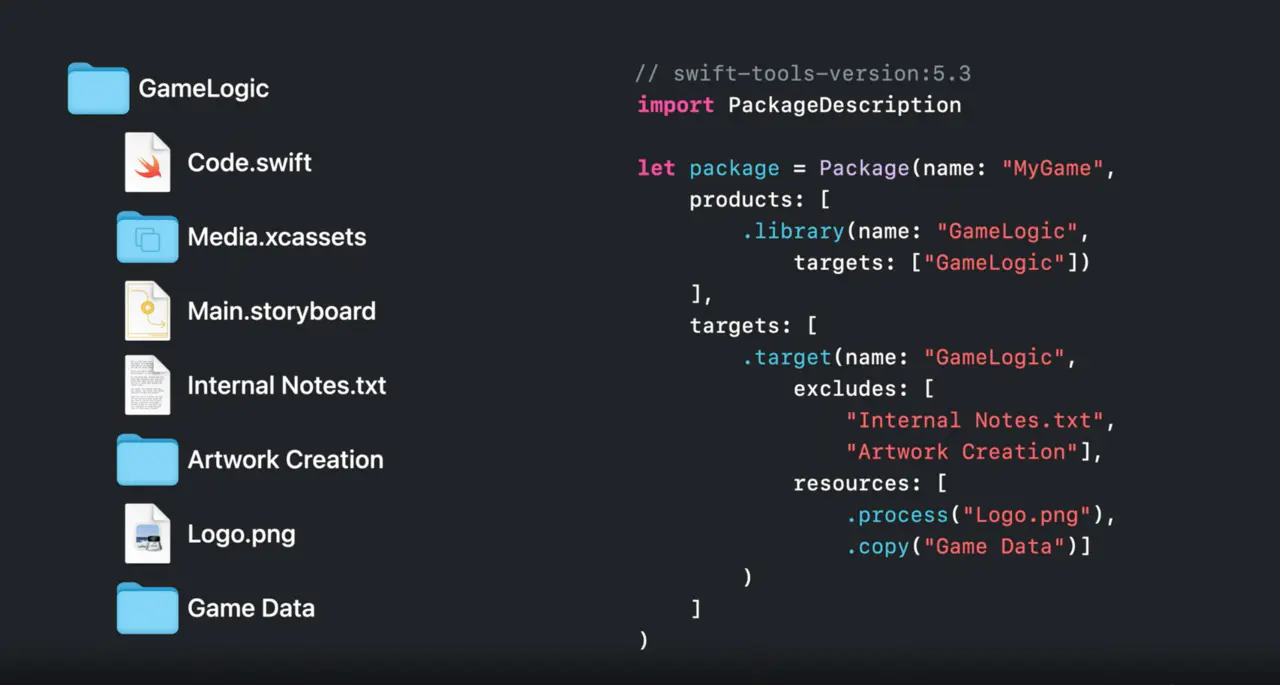 GameLogic
Code.swift
Media.xcassets
Main.storyboard
Internal Notes.txt
Artwork Creation
Logo.png
Game Data
// swift-tools-version:5.3
import PackageDescription
let package = Package(name: "MyGame",
products: [
.library(name: "GameLogic",
targets: ["GameLogic"])
],
targets: [
.target(name: "GameLogic",
excludes: [
"Internal Notes.txt",
"Artwork Creation"],
resources: [
.process("Logo.png"),
.copy("Game Data")]
)
]
)